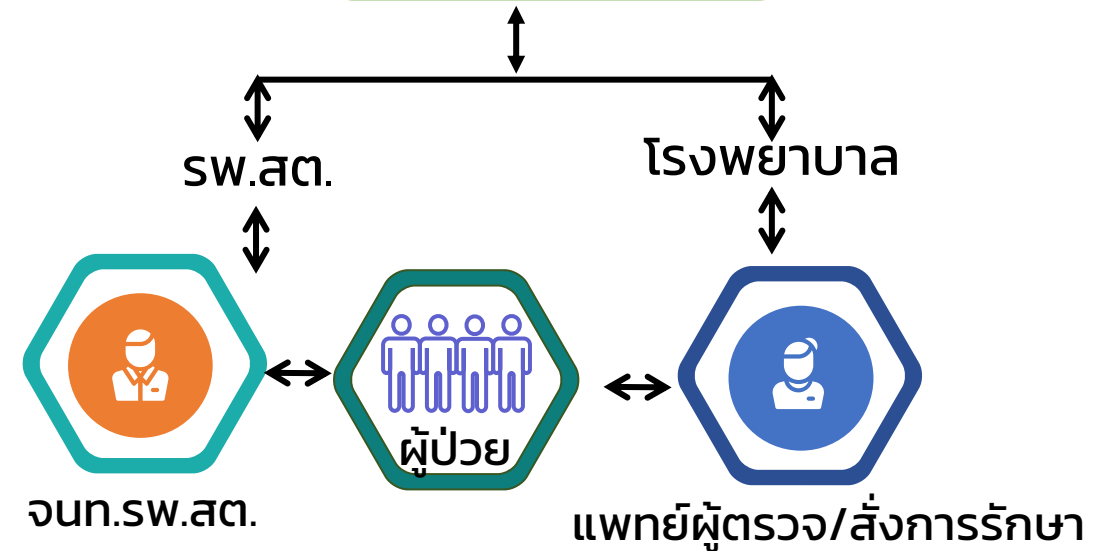 รพ.สต.
โรงพยาบาล
ผู้ป่วย
จนท.รพ.สต.
แพทย์ผู้ตรวจ/สั่งการรักษา